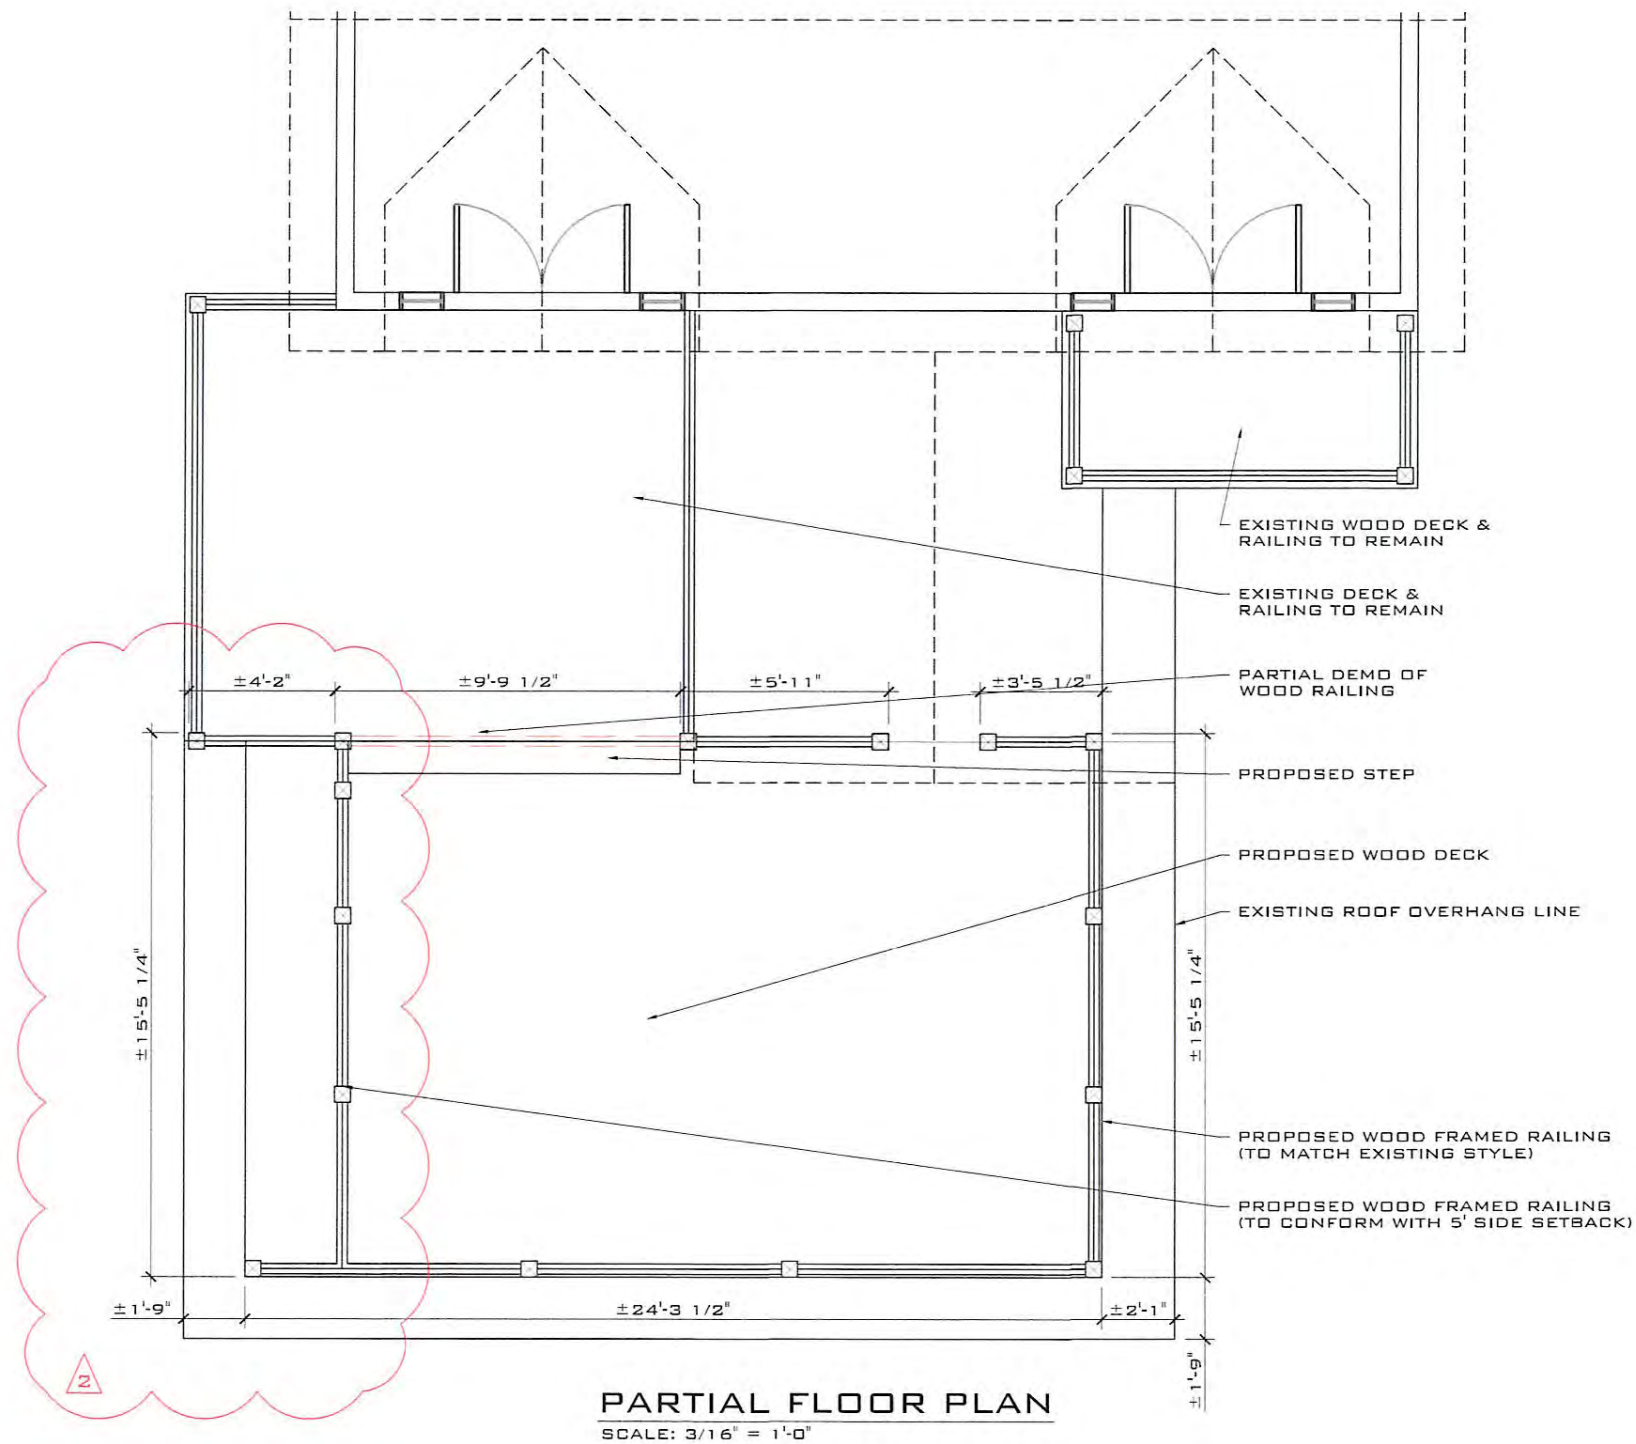 EXISTING WOOD DECK &
RAILING TO REMAIN
EXISTING DECK &
RAILING TO REMAIN
PARTIAL DEMO OF
WOOD RAILING
±4'-2"
±9'-9 1/2"
±5'-11"
±3'-5 1/2"
PROPOSED STEP
PROPOSED WOOD DECK
EXISTING ROOF OVERHANG LINE
±15'-5 1/4"
±15'-5 1/4"
PROPOSED WOOD FRAMED RAILING
(TO MATCH EXISTING STYLE)
PROPOSED WOOD FRAMED RAILING
(TO CONFORM WITH 5' SIDE SETBACK)
±1'-9"
±24'-3 1/2"
±2'-1"
±1'-9"
2
PARTIAL FLOOR PLAN
SCALE: 3/16" = 1'-0"